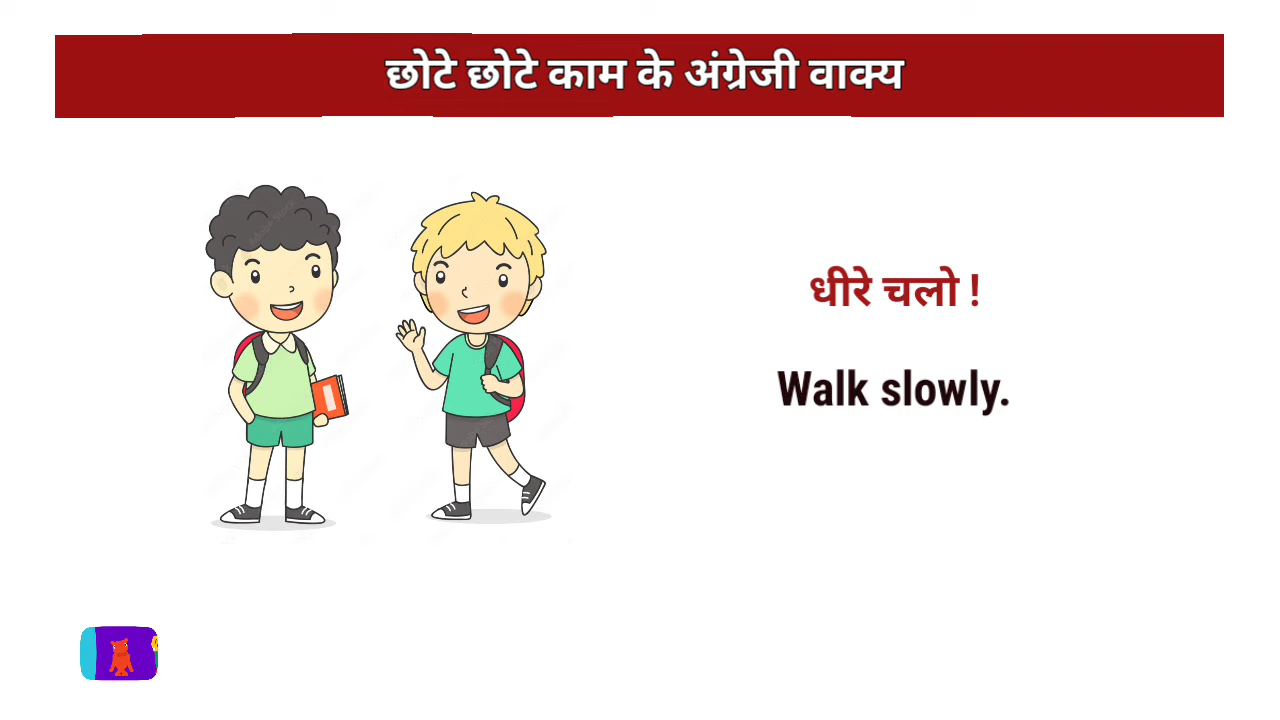 छोटे छोटे काम के अंग्रेजी वाक्य
धीरे चलो !
Walk slowly.